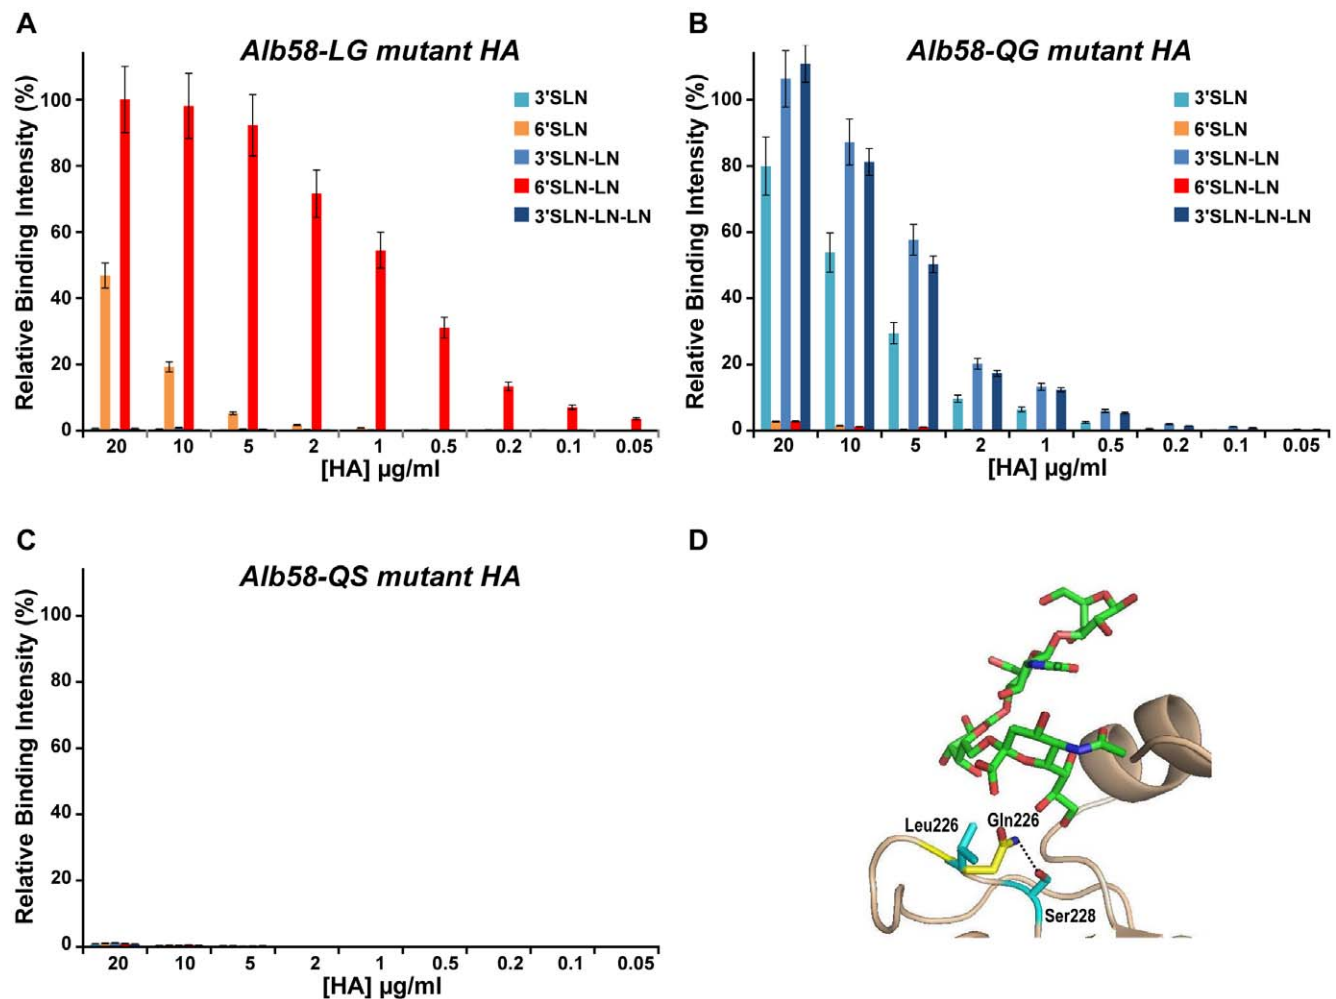 A
Alb58-LG mutant HA
Relative Binding Intensity (%)
100
80
60
40
20
0
3'SLN
6'SLN
3'SLN-LN
6'SLN-LN
3'SLN-LN-LN
20 10 5 2 1 0.5 0.2 0.1 0.05
[HA] µg/ml
B
Alb58-QG mutant HA
Relative Binding Intensity (%)
100
80
60
40
20
0
3'SLN
6'SLN
3'SLN-LN
6'SLN-LN
3'SLN-LN-LN
20 10 5 2 1 0.5 0.2 0.1 0.05
[HA] µg/ml
C
Alb58-QS mutant HA
Relative Binding Intensity (%)
100
80
60
40
20
0
20 10 5 2 1 0.5 0.2 0.1 0.05
[HA] µg/ml
D
Leu226
Gln226
Ser228